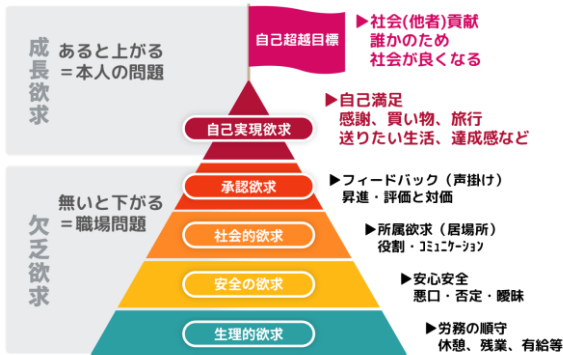 成長欲求
あると上がる
＝本人の問題
自己超越目標
▶社会(他者)貢献
誰かのため
社会が良くなる
自己実現欲求
▶自己満足
感謝、買い物、旅行
送りたい生活、達成感など
欠乏欲求
無いと下がる
＝職場問題
承認欲求
▶フィードバック（声掛け）
昇進・評価と対価
社会的欲求
▶所属欲求（居場所）
役割・ｺﾐｭﾆｹｰｼｮﾝ
安全の欲求
▶安心安全
悪口・否定・曖昧
生理的欲求
▶労務の順守
休憩、残業、有給等